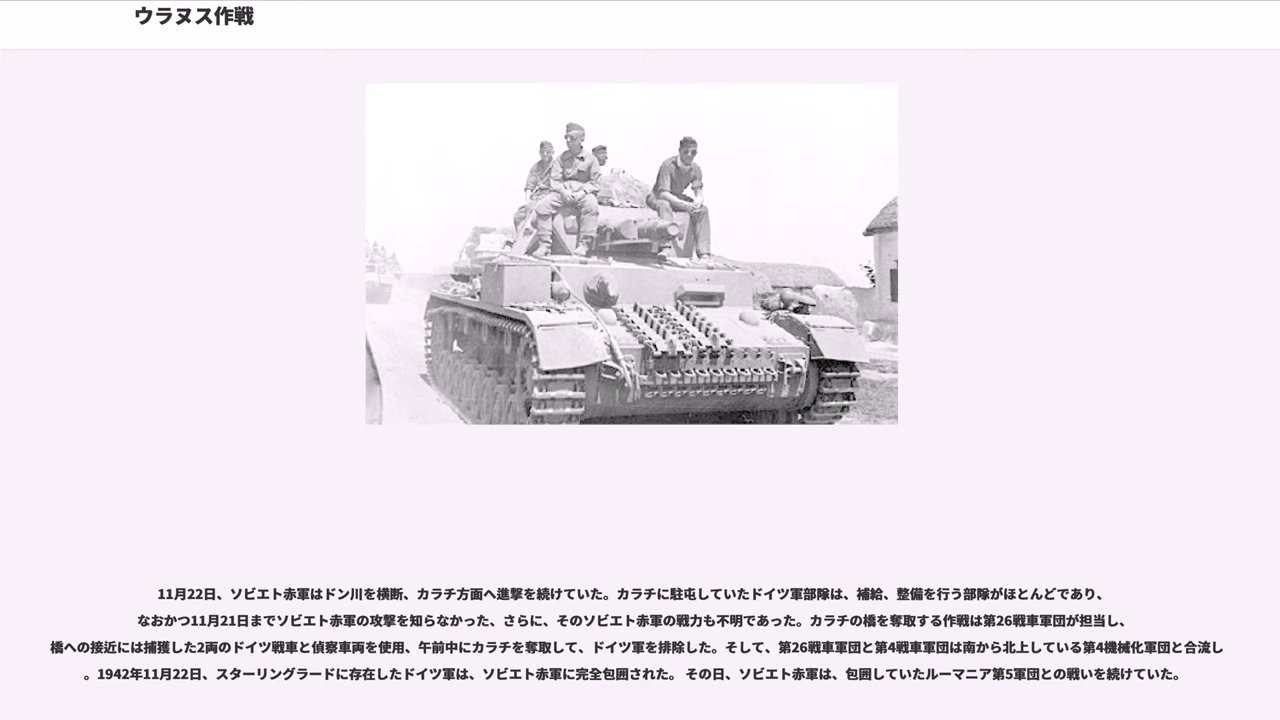 ウラヌス作戦
11月22日、ソビエト赤軍はドン川を横断、カラチ方面へ進撃を続けていた。カラチに駐屯していたドイツ軍部隊は、補給、整備を行う部隊がほとんどであり、
なおかつ11月21日までソビエト赤軍の攻撃を知らなかった、さらに、そのソビエト赤軍の戦力も不明であった。カラチの橋を奪取する作戦は第26戦車軍団が担当し、
橋への接近には捕獲した2両のドイツ戦車と偵察車両を使用、午前中にカラチを奪取して、ドイツ軍を排除した。そして、第26戦車軍団と第4戦車軍団は南から北上している第4機械化軍団と合流し
。1942年11月22日、スターリングラードに存在したドイツ軍は、ソビエト赤軍に完全包囲された。 その日、ソビエト赤軍は、包囲していたルーマニア第5軍団との戦いを続けていた。